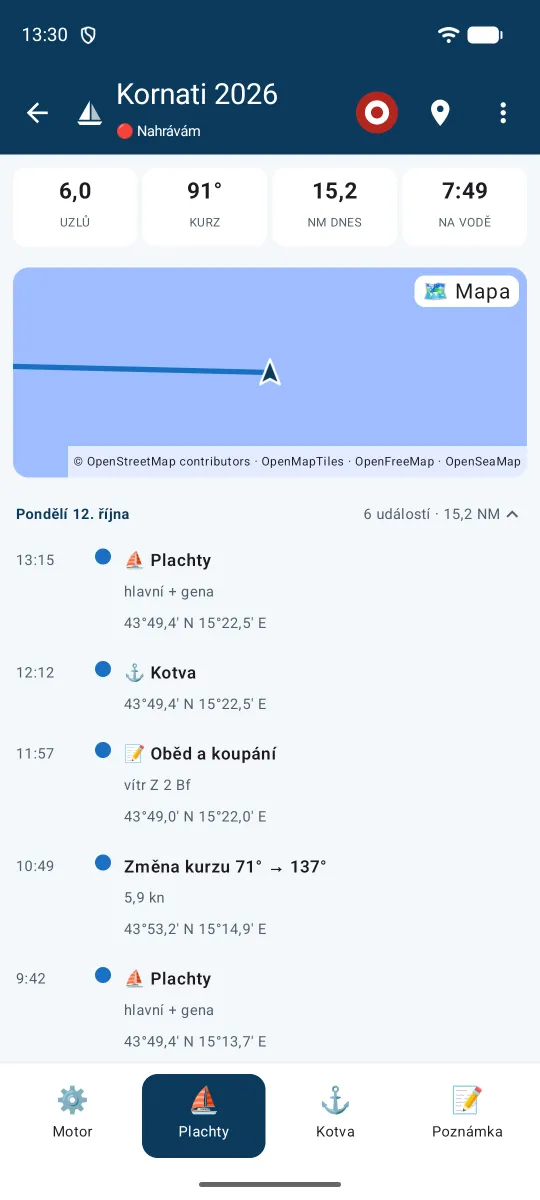 13:30
Kornati 2026
Nahrávám
6,0
UZLŮ
91°
KURZ
15,2
NM DNES
7:49
NA VODĚ
Mapa
© OpenStreetMap contributors · OpenMapTiles · OpenFreeMap · OpenSeaMap
Pondělí 12. října
6 událostí · 15,2 NM
13:15
Plachty
hlavní + gena
43°49,4' N 15°22,5' E
12:12
Kotva
43°49,4' N 15°22,5' E
11:57
Oběd a koupání
vítr Z 2 Bf
43°49,0' N 15°22,0' E
10:49
Změna kurzu 71° → 137°
5,9 kn
43°53,2' N 15°14,9' E
9:42
Plachty
hlavní + gena
43°49,4' N 15°13,7' E
Motor
Plachty
Kotva
Poznámka